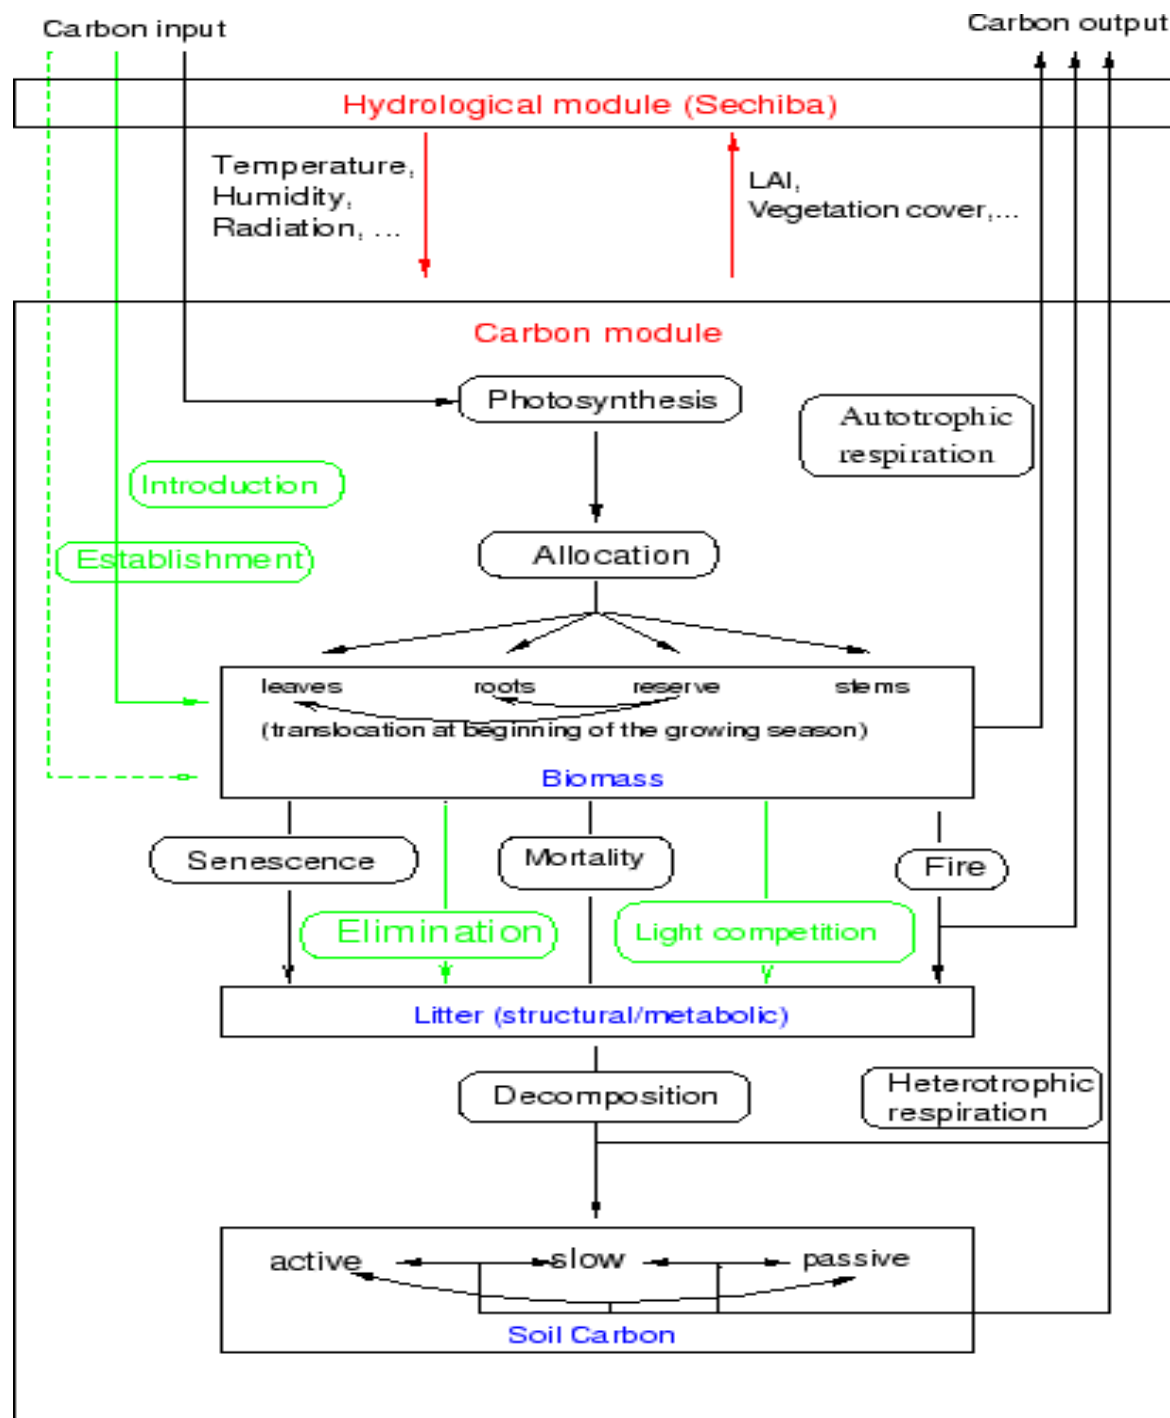 Carbon input
Carbon output
Hydrological module (Sechiba)
Temperature,
Humidity,
Radiation, ...
LAI,
Vegetation cover,...
Carbon module
Photosynthesis
Autotrophic
respiration
Introduction
Establishment
Allocation
leaves roots reserve stems
(translocation at beginning of the growing season)
Biomass
Senescence
Mortality
Fire
Elimination
Light competition
Litter (structural/metabolic)
Decomposition
Heterotrophic
respiration
active slow passive
Soil Carbon